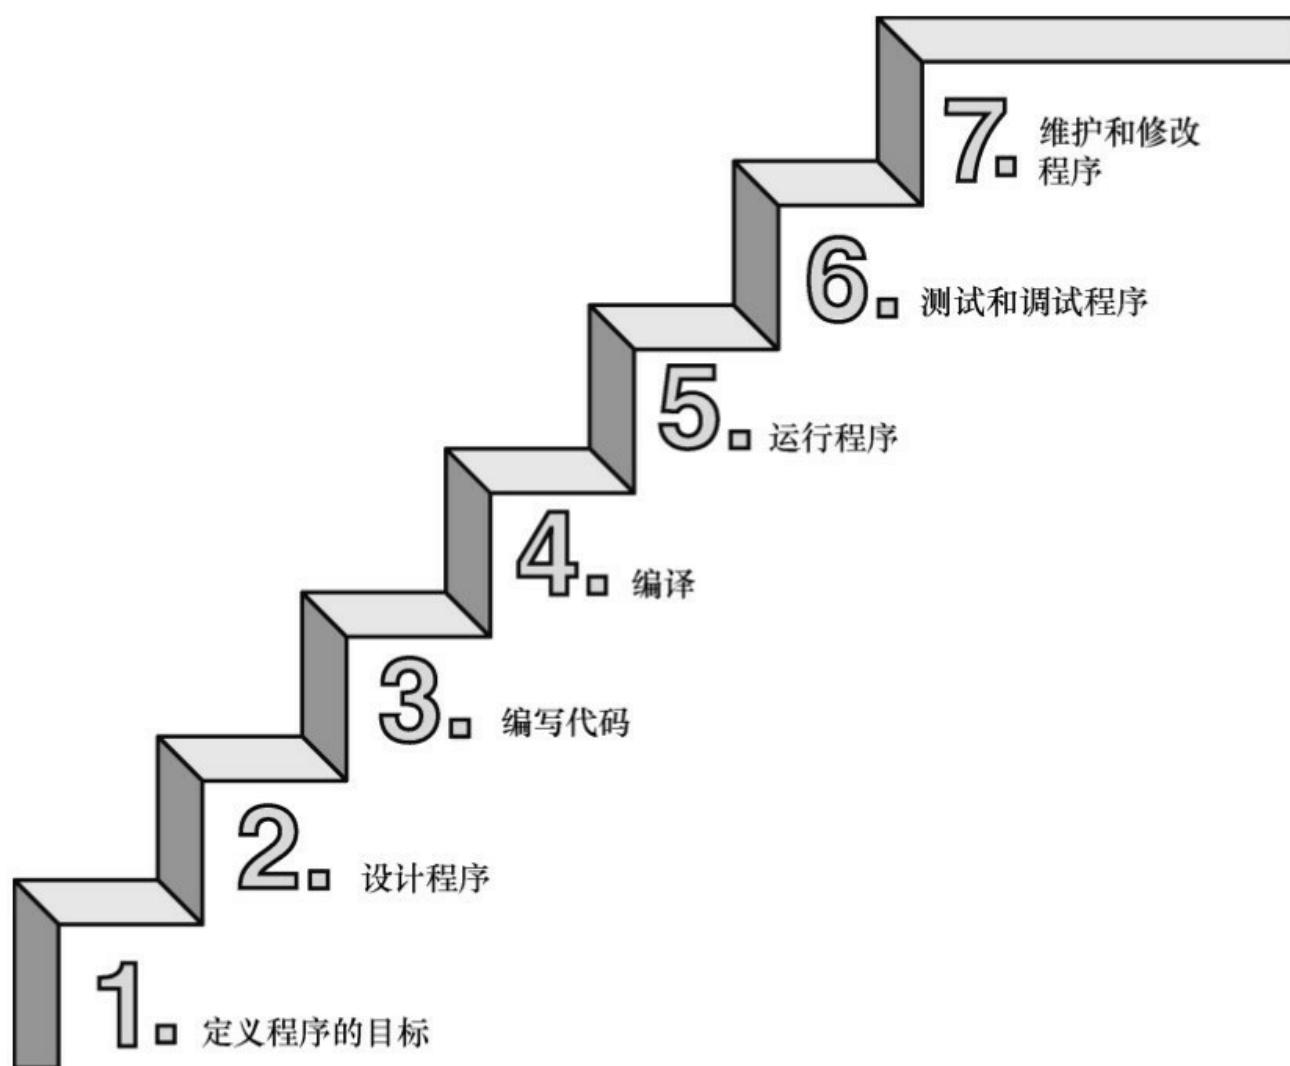 7. 维护和修改
程序
6. 测试和调试程序
5. 运行程序
4. 编译
3. 编写代码
2. 设计程序
1. 定义程序的目标